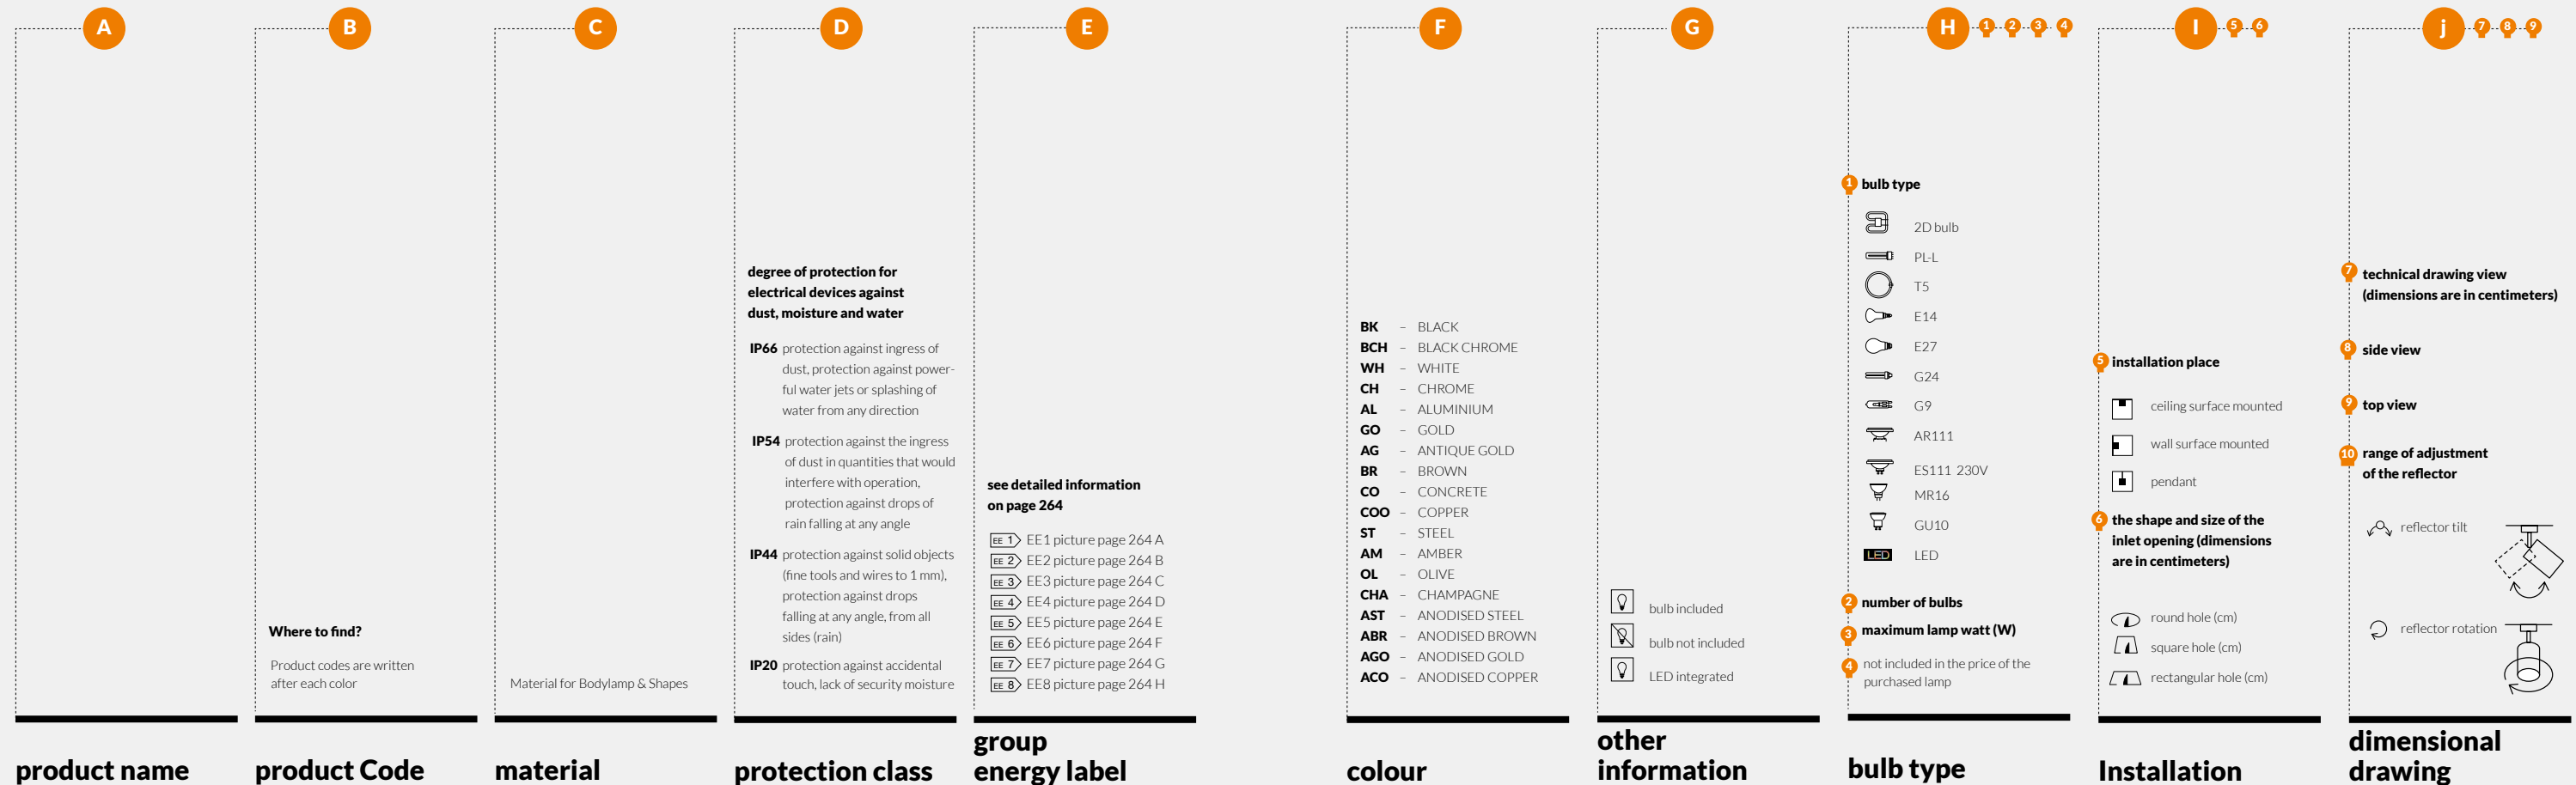 A
product name
B
Where to find?
Product codes are written
after each color
product Code
C
Material for Bodylamp & Shapes
material
D
degree of protection for
electrical devices against
dust, moisture and water
IP66 protection against ingress of
dust, protection against power-
ful water jets or splashing of
water from any direction
IP54 protection against the ingress
of dust in quantities that would
interfere with operation,
protection against drops of
rain falling at any angle
IP44 protection against solid objects
(fine tools and wires to 1 mm),
protection against drops
falling at any angle, from all
sides (rain)
IP20 protection against accidental
touch, lack of security moisture
protection class
E
see detailed information
on page 264
EE 1 EE1 picture page 264 A
EE 2 EE2 picture page 264 B
EE 3 EE3 picture page 264 C
EE 4 EE4 picture page 264 D
EE 5 EE5 picture page 264 E
EE 6 EE6 picture page 264 F
EE 7 EE7 picture page 264 G
EE 8 EE8 picture page 264 H
group
energy label
F
BK – BLACK
BCH – BLACK CHROME
WH – WHITE
CH – CHROME
AL – ALUMINIUM
GO – GOLD
AG – ANTIQUE GOLD
BR – BROWN
CO – CONCRETE
COO – COPPER
ST – STEEL
AM – AMBER
OL – OLIVE
CHA – CHAMPAGNE
AST – ANODISED STEEL
ABR – ANODISED BROWN
AGO – ANODISED GOLD
ACO – ANODISED COPPER
colour
G
bulb included
bulb not included
LED integrated
other
information
H 1 2 3 4
1 bulb type
2D bulb
PL-L
T5
E14
E27
G24
G9
AR111
ES111 230V
MR16
GU10
LED LED
2 number of bulbs
3 maximum lamp watt (W)
4 not included in the price of the
purchased lamp
bulb type
I 5 6
5 installation place
ceiling surface mounted
wall surface mounted
pendant
6 the shape and size of the
inlet opening (dimensions
are in centimeters)
round hole (cm)
square hole (cm)
rectangular hole (cm)
Installation
j 7 8 9
7 technical drawing view
(dimensions are in centimeters)
8 side view
9 top view
10 range of adjustment
of the reflector
reflector tilt
reflector rotation
dimensional
drawing